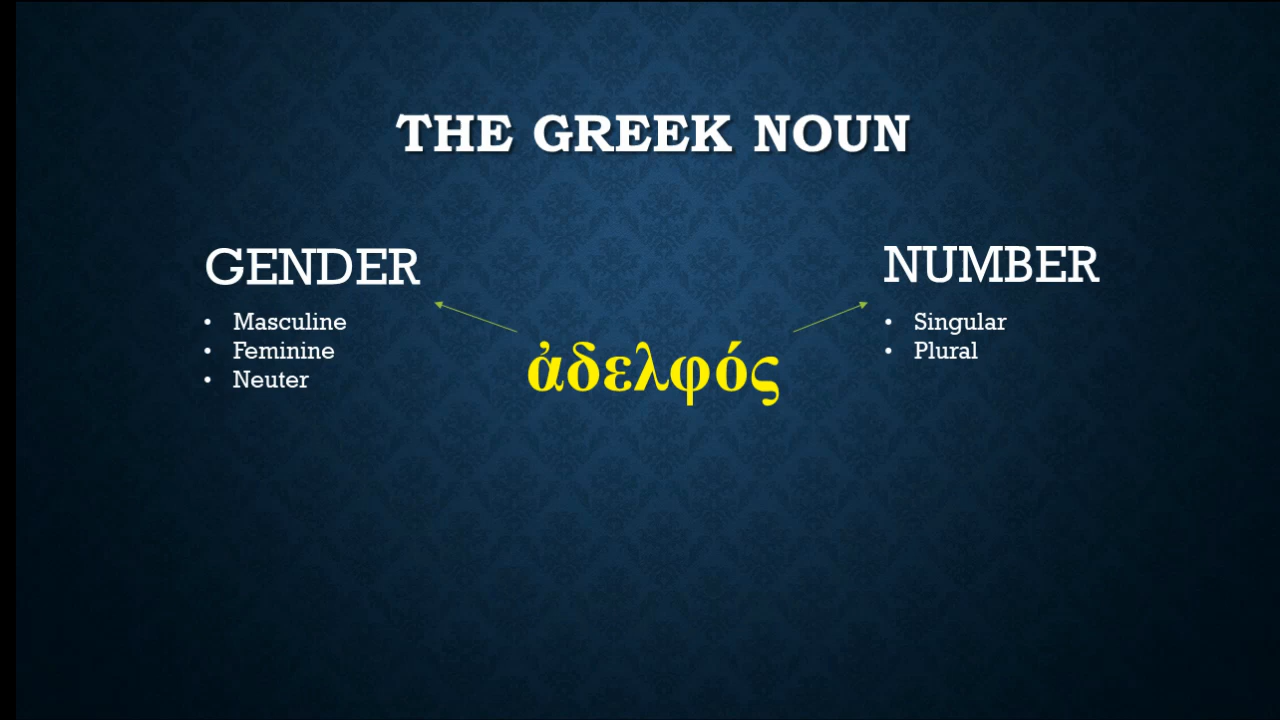 THE GREEK NOUN
GENDER
• Masculine
• Feminine
• Neuter
ἀδελφός
NUMBER
• Singular
• Plural